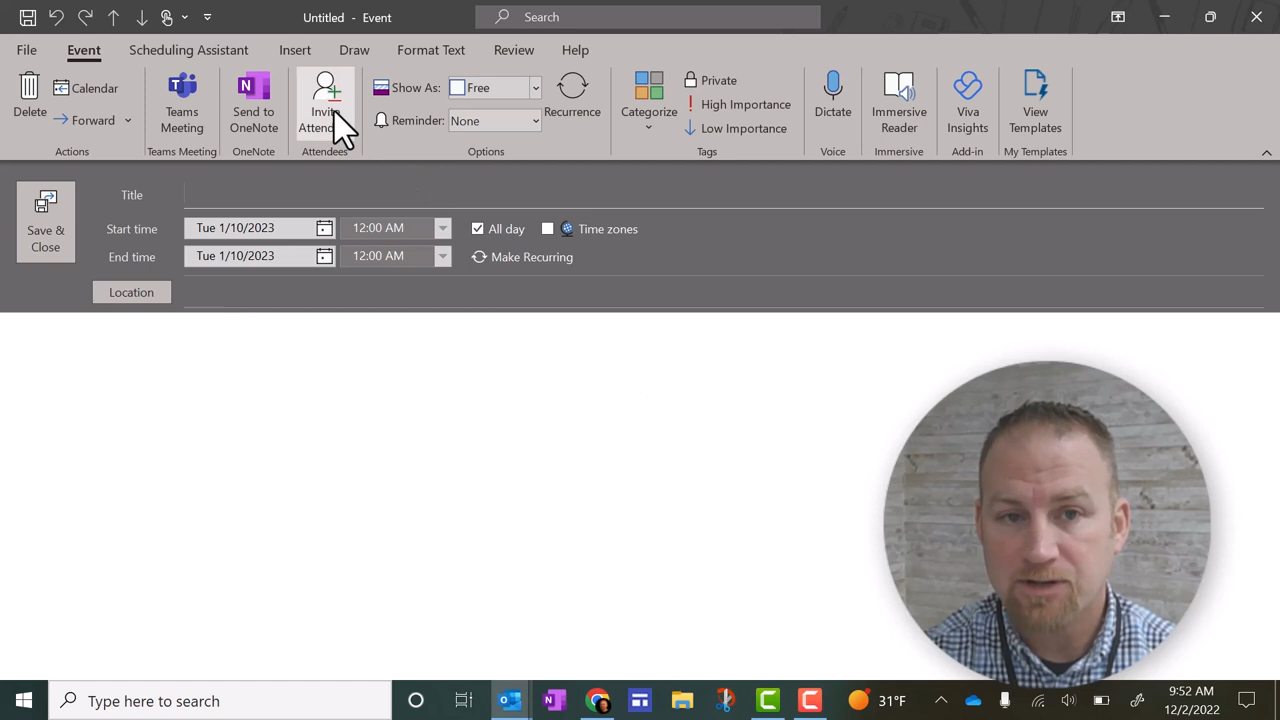 Untitled - Event
Search
File Event Scheduling Assistant Insert Draw Format Text Review Help
Delete
Calendar
Forward
Actions
Teams Meeting
Teams Meeting
Send to OneNote
OneNote
Invite
Attendees
Show As: Free
Reminder: None
Recurrence
Options
Categorize
Private
High Importance
Low Importance
Tags
Dictate
Voice
Immersive Reader
Immersive
Viva Insights
Add-in
View Templates
My Templates
Save & Close
Title
Start time Tue 1/10/2023 12:00 AM All day Time zones
End time Tue 1/10/2023 12:00 AM Make Recurring
Location
Type here to search
31°F
9:52 AM
12/2/2022